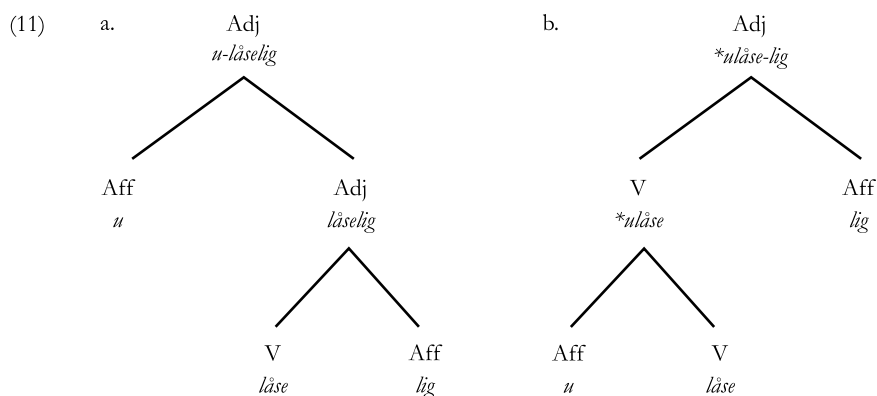 (11) a. Adj b. Adj
u-låselig *ulåse-lig
Aff Adj V Aff
u låselig *ulåse lig
V Aff Aff V
låse lig u låse